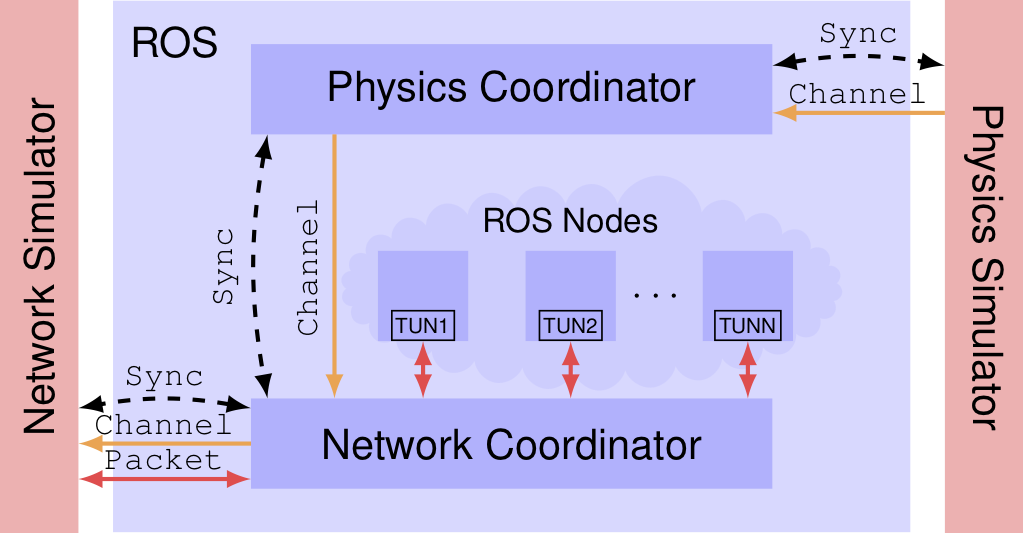 ROS
Sync
Physics Coordinator
Channel
Network Simulator
Physics Simulator
Sync
Channel
ROS Nodes
...
TUN1
TUN2
TUNN
Sync
Channel
Packet
Network Coordinator